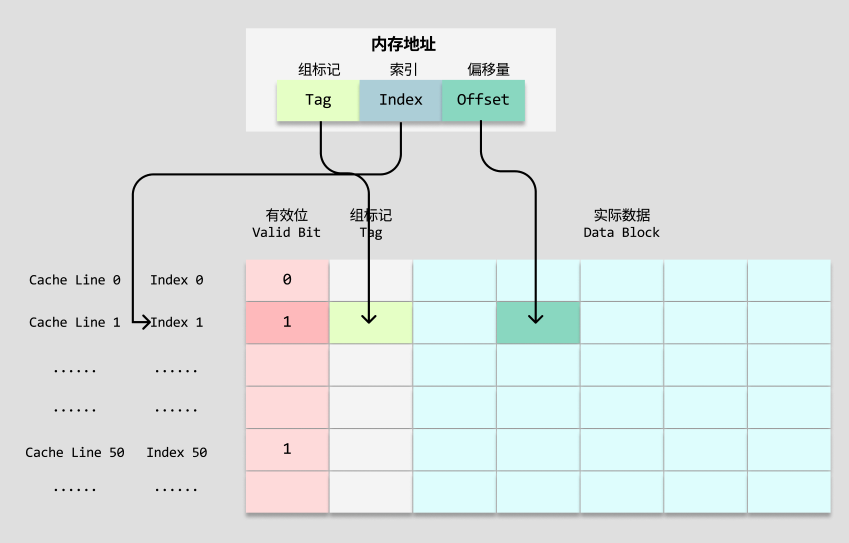 内存地址
组标记 索引 偏移量
Tag Index Offset
有效位 组标记 实际数据
Valid Bit Tag Data Block
Cache Line 0 Index 0 0
Cache Line 1 Index 1 1
...... ......
...... ......
Cache Line 50 Index 50 1
...... ......